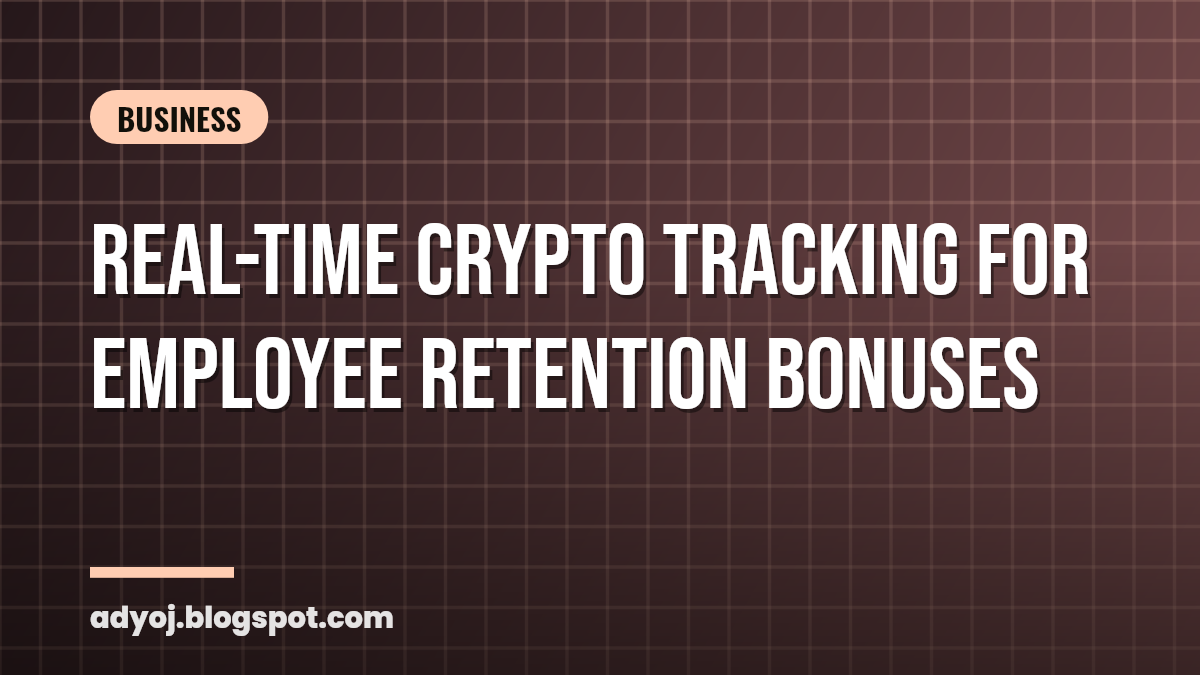 BUSINESS
REAL-TIME CRYPTO TRACKING FOR
EMPLOYEE RETENTION BONUSES
adyoj.blogspot.com